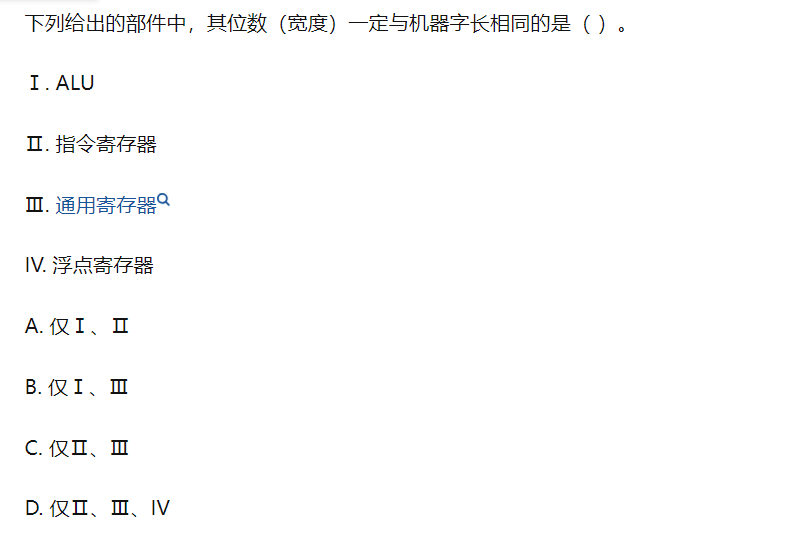 下列给出的部件中，其位数（宽度）一定与机器字长相同的是（ ）。
Ⅰ. ALU
Ⅱ. 指令寄存器
Ⅲ. 通用寄存器
IV. 浮点寄存器
A. 仅Ⅰ、Ⅱ
B. 仅Ⅰ、Ⅲ
C. 仅Ⅱ、Ⅲ
D. 仅Ⅱ、Ⅲ、IV